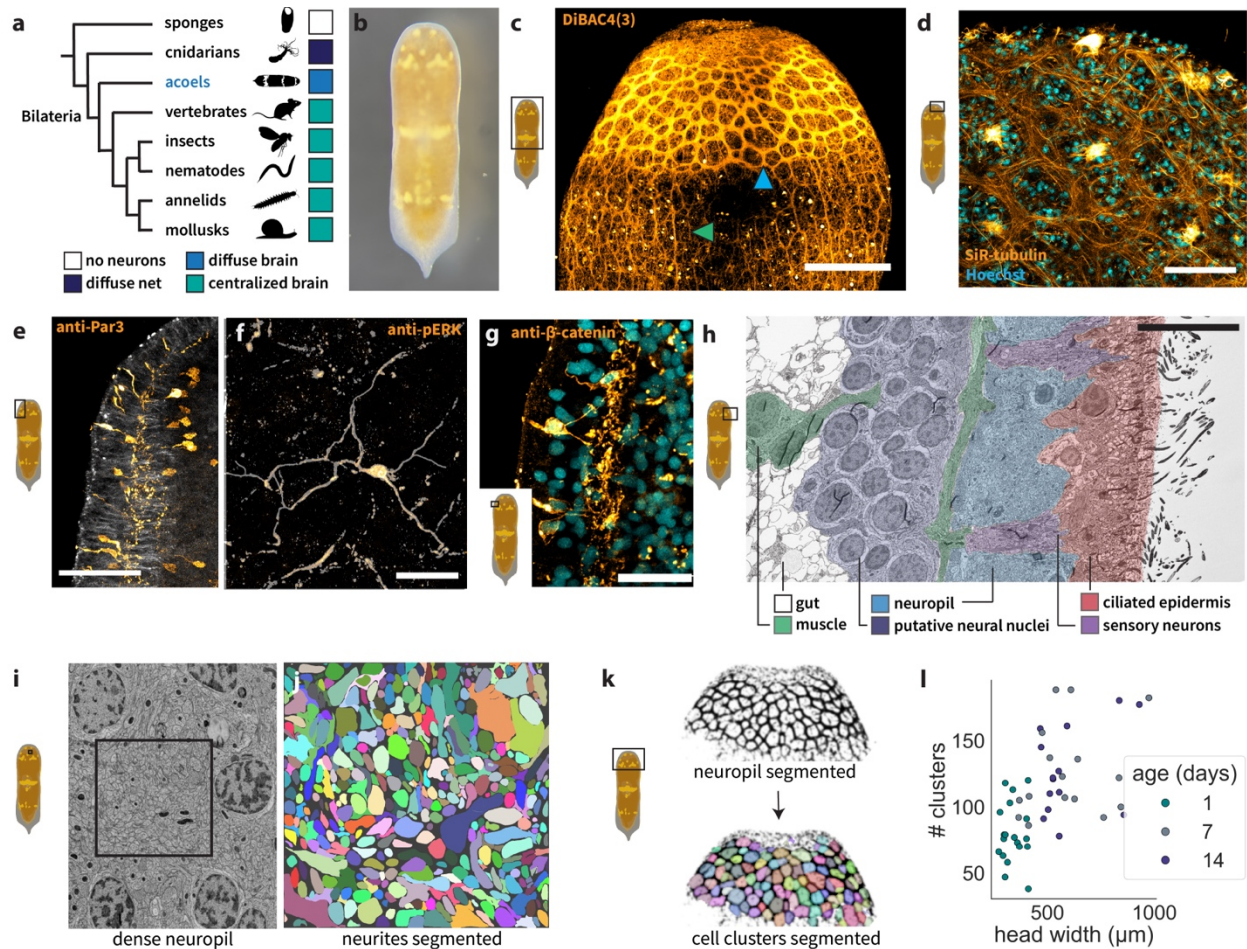 a
sponges
cnidarians
acoels
Bilateria
vertebrates
insects
nematodes
annelids
mollusks
no neurons
diffuse brain
diffuse net
centralized brain
b
c
DiBAC4(3)
d
SiR-tubulin
Hoechst
e
anti-Par3
f
anti-pERK
g
anti-β-catenin
h
gut
neuropil
ciliated epidermis
muscle
putative neural nuclei
sensory neurons
i
dense neuropil
j
neurites segmented
k
neuropil segmented
cell clusters segmented
l
# clusters
150
100
50
500
1000
head width (μm)
age (days)
1
7
14